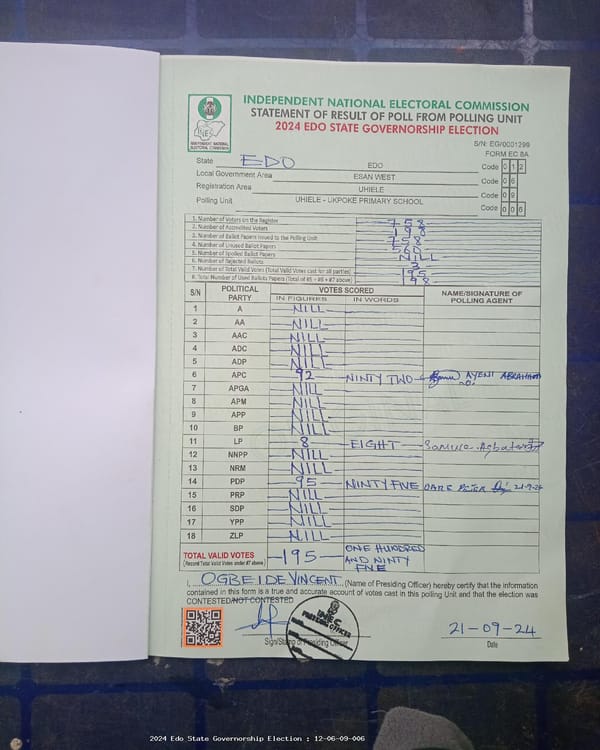 INDEPENDENT NATIONAL ELECTORAL COMMISSION
STATEMENT OF RESULT OF POLL FROM POLLING UNIT
2024 EDO STATE GOVERNORSHIP ELECTION
INEC
INDEPENDENT NATIONAL ELECTORAL COMMISSION
S/N: EG/0001299
FORM EC 8A
State EDO EDO Code 0 1 2
Local Government Area ESAN WEST Code 0 6
Registration Area UHIELE Code 0 9
Polling Unit UHIELE - UKPOKE PRIMARY SCHOOL Code 0 0 6
1. Number of Voters on the Register 758
2. Number of Accredited Voters 198
3. Number of Ballot Papers Issued to the Polling Unit 758
4. Number of Unused Ballot Papers 560
5. Number of Spoiled Ballot Papers NILL
6. Number of Rejected Ballots 3
7. Number of Total Valid Votes (Total Valid Votes cast for all parties) 195
8. Total Number of Used Ballots Papers (Total of #5 + #6 + #7 above) 198
S/N POLITICAL PARTY VOTES SCORED NAME/SIGNATURE OF POLLING AGENT
IN FIGURES IN WORDS
1 A NILL
2 AA NILL
3 AAC NILL
4 ADC NILL
5 ADP NILL
6 APC 92 NINTY TWO AYENI ABRAHAM
7 APGA NILL
8 APM NILL
9 APP NILL
10 BP NILL
11 LP 8 EIGHT
12 NNPP NILL
13 NRM NILL
14 PDP 95 NINTY FIVE DARE PETER 21-9-24
15 PRP NILL
16 SDP NILL
17 YPP NILL
18 ZLP NILL
TOTAL VALID VOTES 195 ONE HUNDRED AND NINTY FIVE
(Record Total Valid Votes under #7 above)
I, OGBEIDE VINCENT (Name of Presiding Officer) hereby certify that the information
contained in this form is a true and accurate account of votes cast in this polling Unit and that the election was
CONTESTED/NOT CONTESTED
INEC
PRESIDING OFFICER
Sign/Stamp of Presiding Officer
21-09-24
Date
2024 Edo State Governorship Election : 12-06-09-006